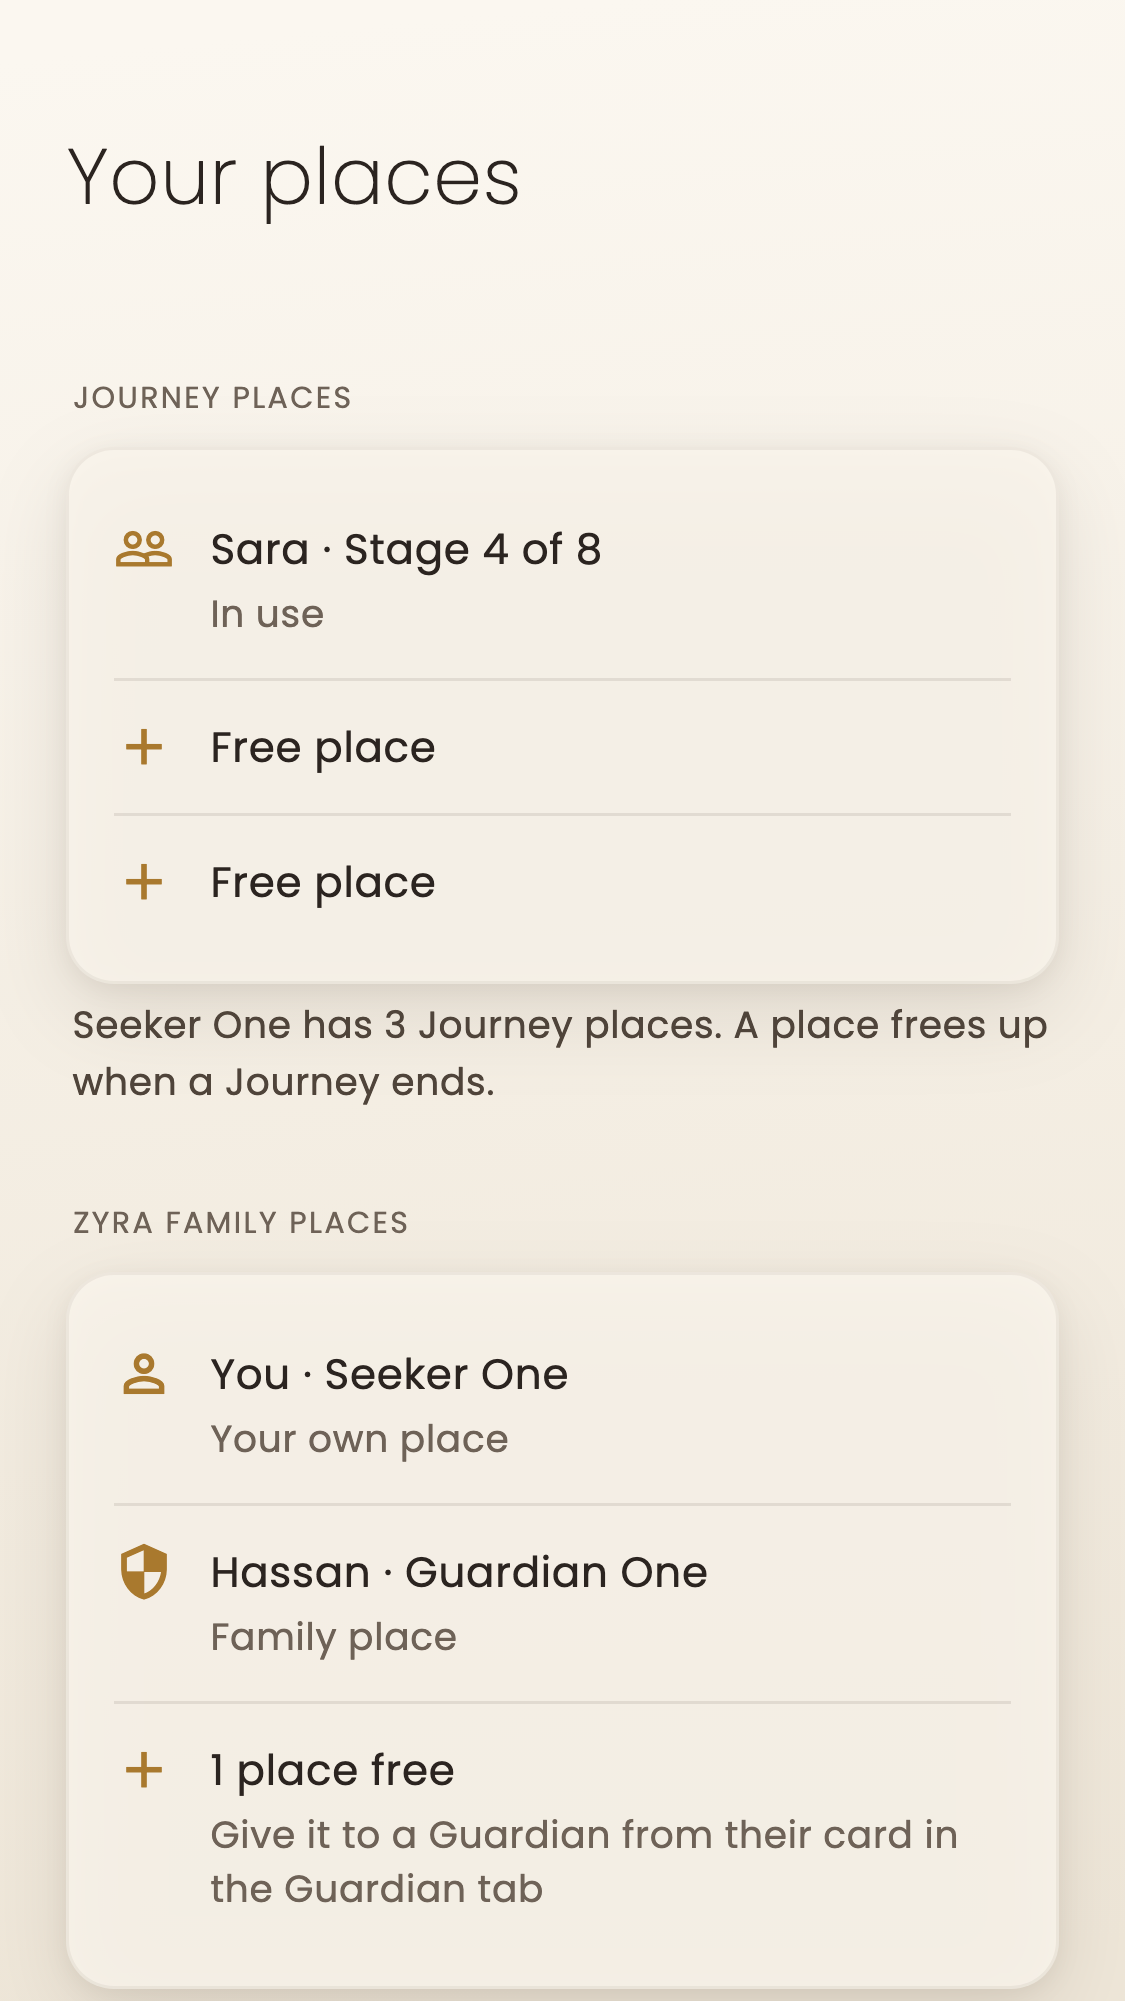 Your places
JOURNEY PLACES
Sara · Stage 4 of 8
In use
Free place
Free place
Seeker One has 3 Journey places. A place frees up
when a Journey ends.
ZYRA FAMILY PLACES
You · Seeker One
Your own place
Hassan · Guardian One
Family place
1 place free
Give it to a Guardian from their card in
the Guardian tab